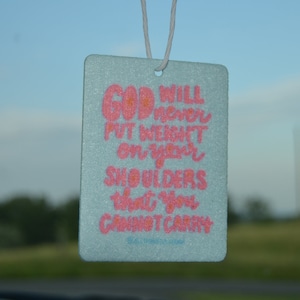 GOD WILL
never
PUT WEIGHT
on your
SHOULDERS
that you
CANNOT CARRY